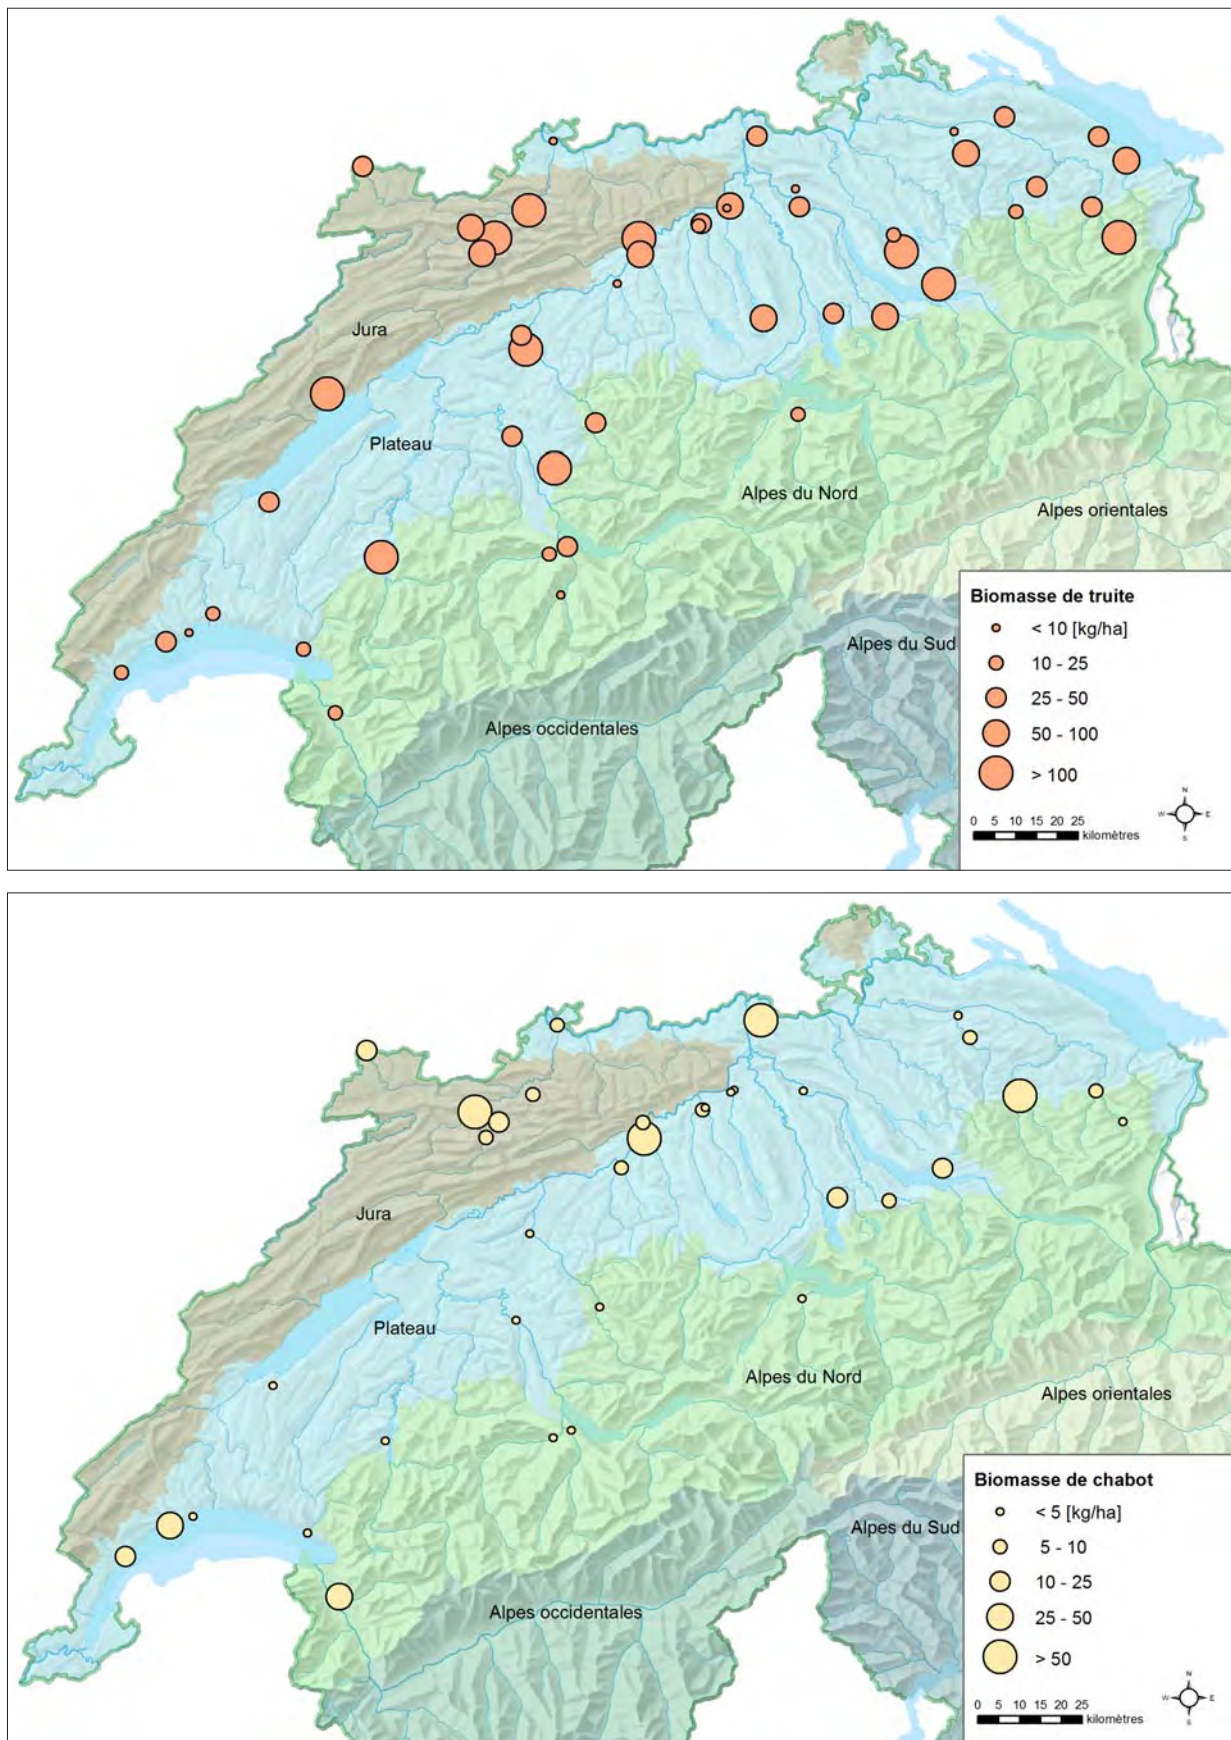 Jura
Plateau
Alpes du Nord
Alpes orientales
Alpes du Sud
Alpes occidentales
Biomasse de truite
< 10 [kg/ha]
10 - 25
25 - 50
50 - 100
> 100
0 5 10 15 20 25
kilomètres
N
W E
S
Jura
Plateau
Alpes du Nord
Alpes orientales
Alpes du Sud
Alpes occidentales
Biomasse de chabot
< 5 [kg/ha]
5 - 10
10 - 25
25 - 50
> 50
0 5 10 15 20 25
kilomètres
N
W E
S